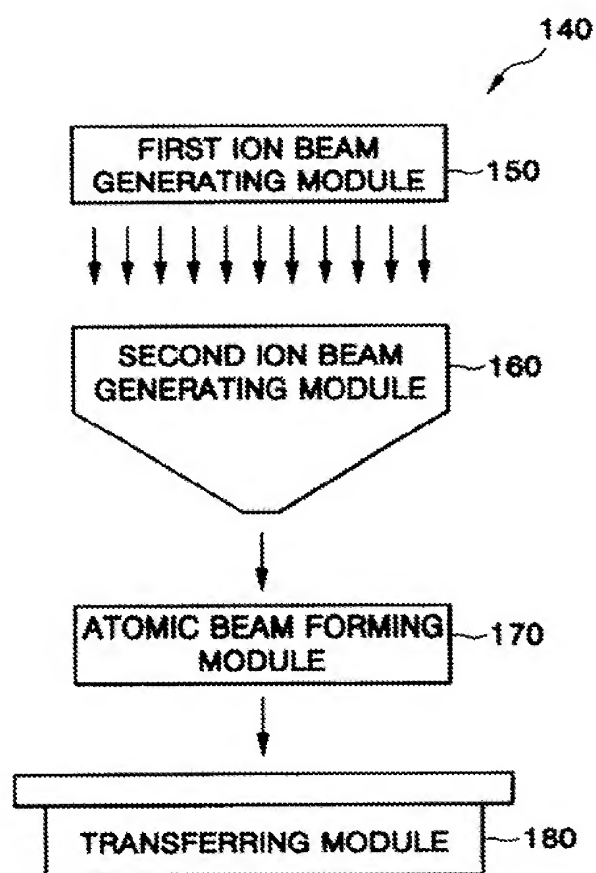 140
FIRST ION BEAM
GENERATING MODULE
150
SECOND ION BEAM
GENERATING MODULE
160
ATOMIC BEAM FORMING
MODULE
170
TRANSFERRING MODULE
180